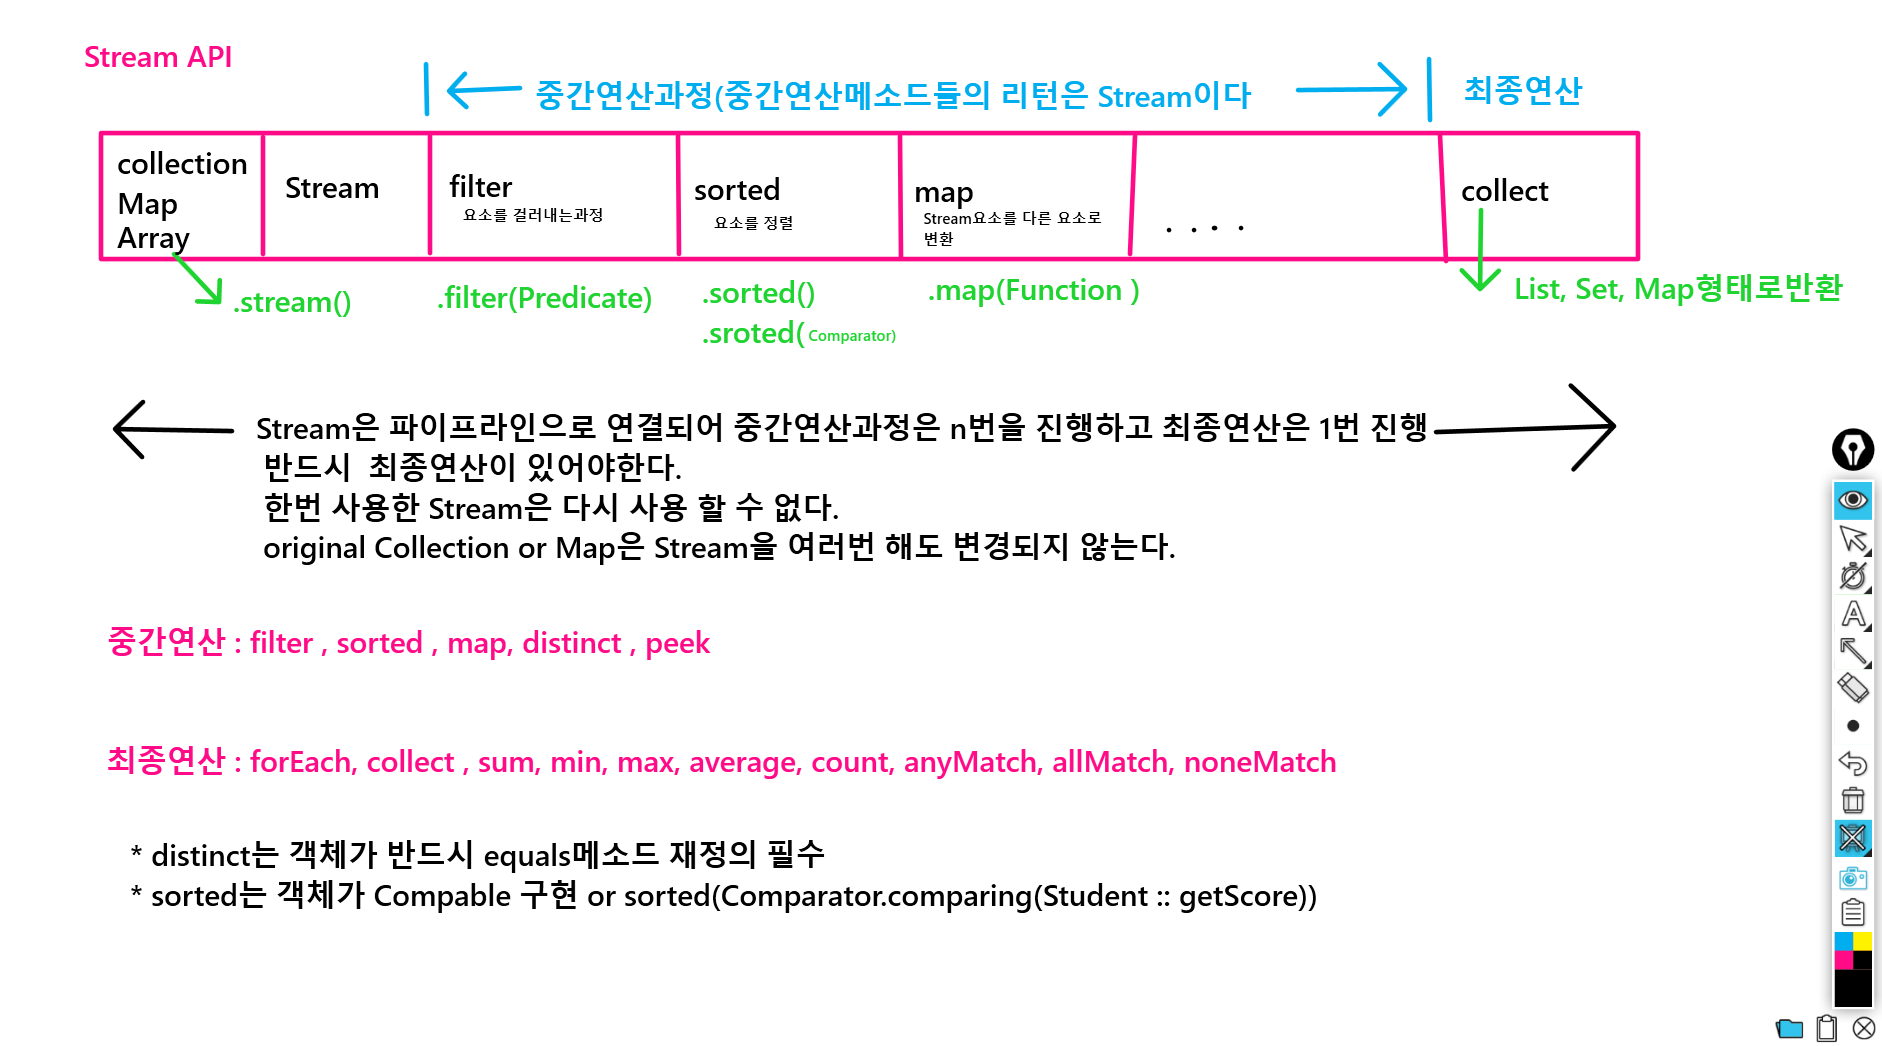 Stream API
중간연산과정(중간연산메소드들의 리턴은 Stream이다
최종연산
collection
Map
Array
Stream
filter
요소를 걸러내는과정
sorted
요소를 정렬
map
Stream요소를 다른 요소로
변환
. . . .
collect
.stream()
.filter(Predicate)
.sorted()
.sroted( Comparator)
.map(Function )
List, Set, Map형태로반환
Stream은 파이프라인으로 연결되어 중간연산과정은 n번을 진행하고 최종연산은 1번 진행
반드시  최종연산이 있어야한다.
한번 사용한 Stream은 다시 사용 할 수 없다.
original Collection or Map은 Stream을 여러번 해도 변경되지 않는다.
중간연산 : filter , sorted , map, distinct , peek
최종연산 : forEach, collect , sum, min, max, average, count, anyMatch, allMatch, noneMatch
* distinct는 객체가 반드시 equals메소드 재정의 필수
* sorted는 객체가 Compable 구현 or sorted(Comparator.comparing(Student :: getScore))